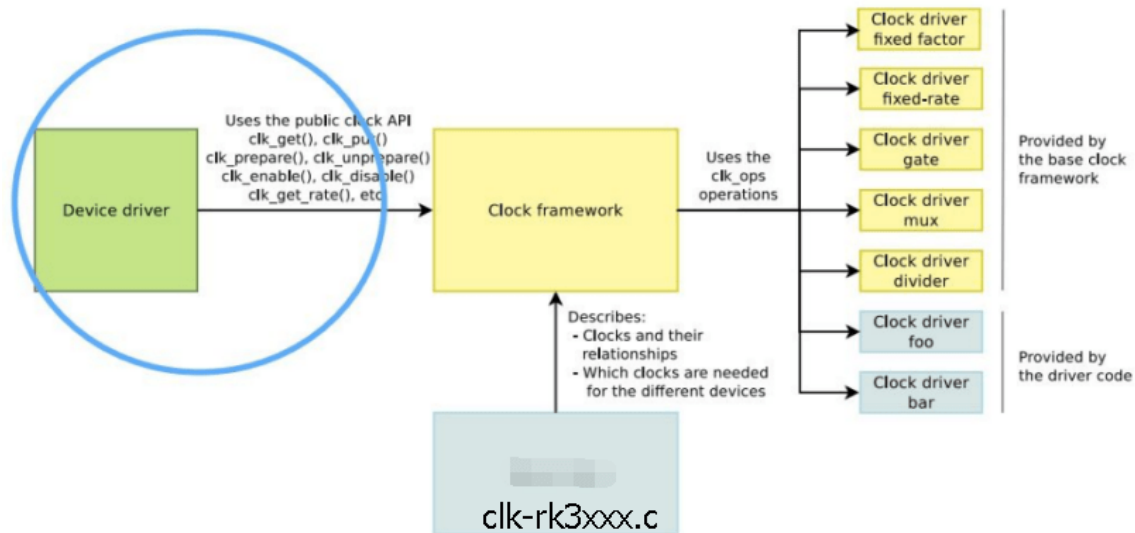 Clock driver
fixed factor
Clock driver
fixed-rate
Uses the public clock API
clk_get(), clk_put()
clk_prepare(), clk_unprepare()
clk_enable(), clk_disable()
clk_get_rate(), etc
Device driver
Clock framework
Uses the
clk_ops
operations
Clock driver
gate
Clock driver
mux
Clock driver
divider
Provided by
the base clock
framework
Describes:
- Clocks and their
relationships
- Which clocks are needed
for the different devices
Clock driver
foo
Clock driver
bar
Provided by
the driver code
clk-rk3xxx.c